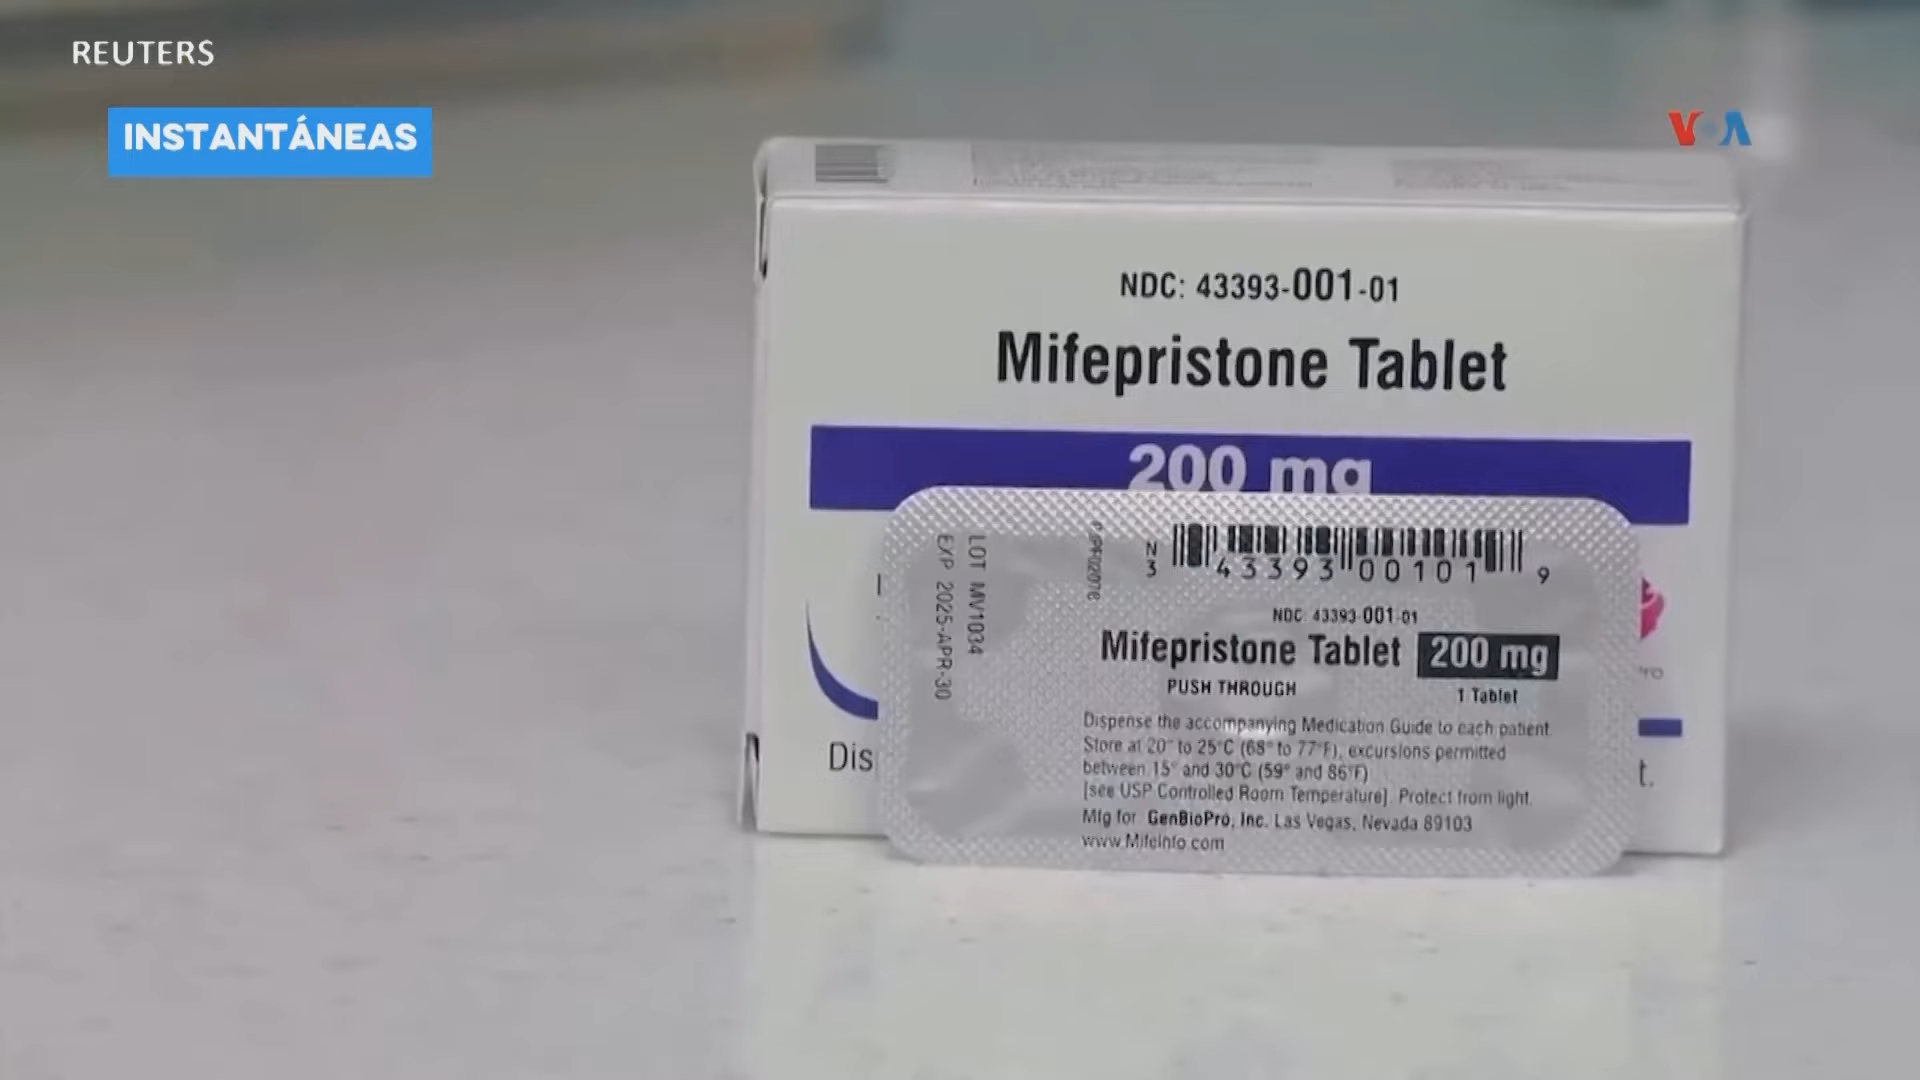 REUTERS
INSTANTÁNEAS
VOA
NDC: 43393-001-01
Mifepristone Tablet
200 mg
LOT MV1034
EXP 2025-APR-30
N
3
43393 00101 9
NDC 43393-001-01
Mifepristone Tablet 200 mg
PUSH THROUGH
1 Tablet
Dispense the accompanying Medication Guide to each patient.
Store at 20° to 25°C (68° to 77°F), excursions permitted
between 15° and 30°C (59° and 86°F)
[see USP Controlled Room Temperature]. Protect from light.
Mfg for GenBioPro, Inc. Las Vegas, Nevada 89103
www.MifeInfo.com
Dis
t.